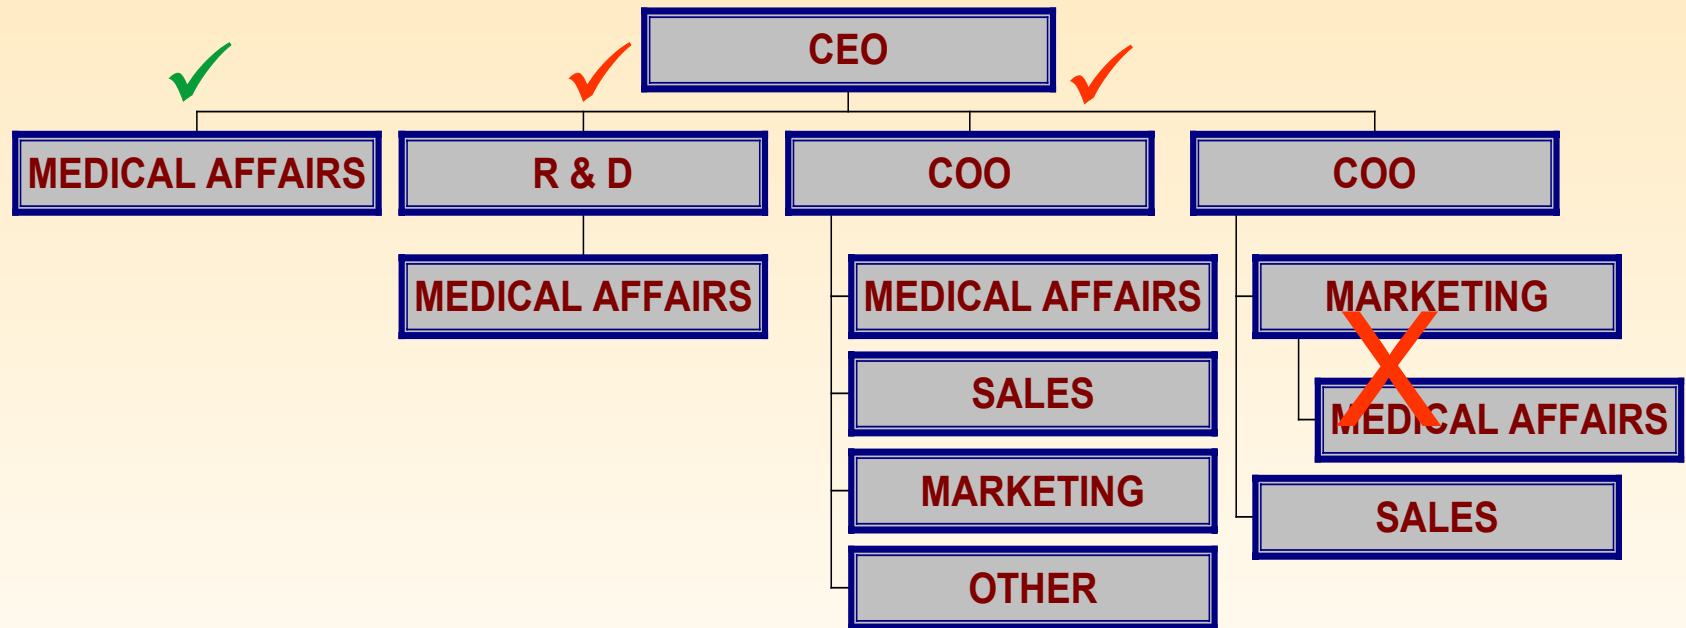 CEO
MEDICAL AFFAIRS
R & D
COO
COO
MEDICAL AFFAIRS
MEDICAL AFFAIRS
MARKETING
SALES
MEDICAL AFFAIRS
MARKETING
SALES
OTHER